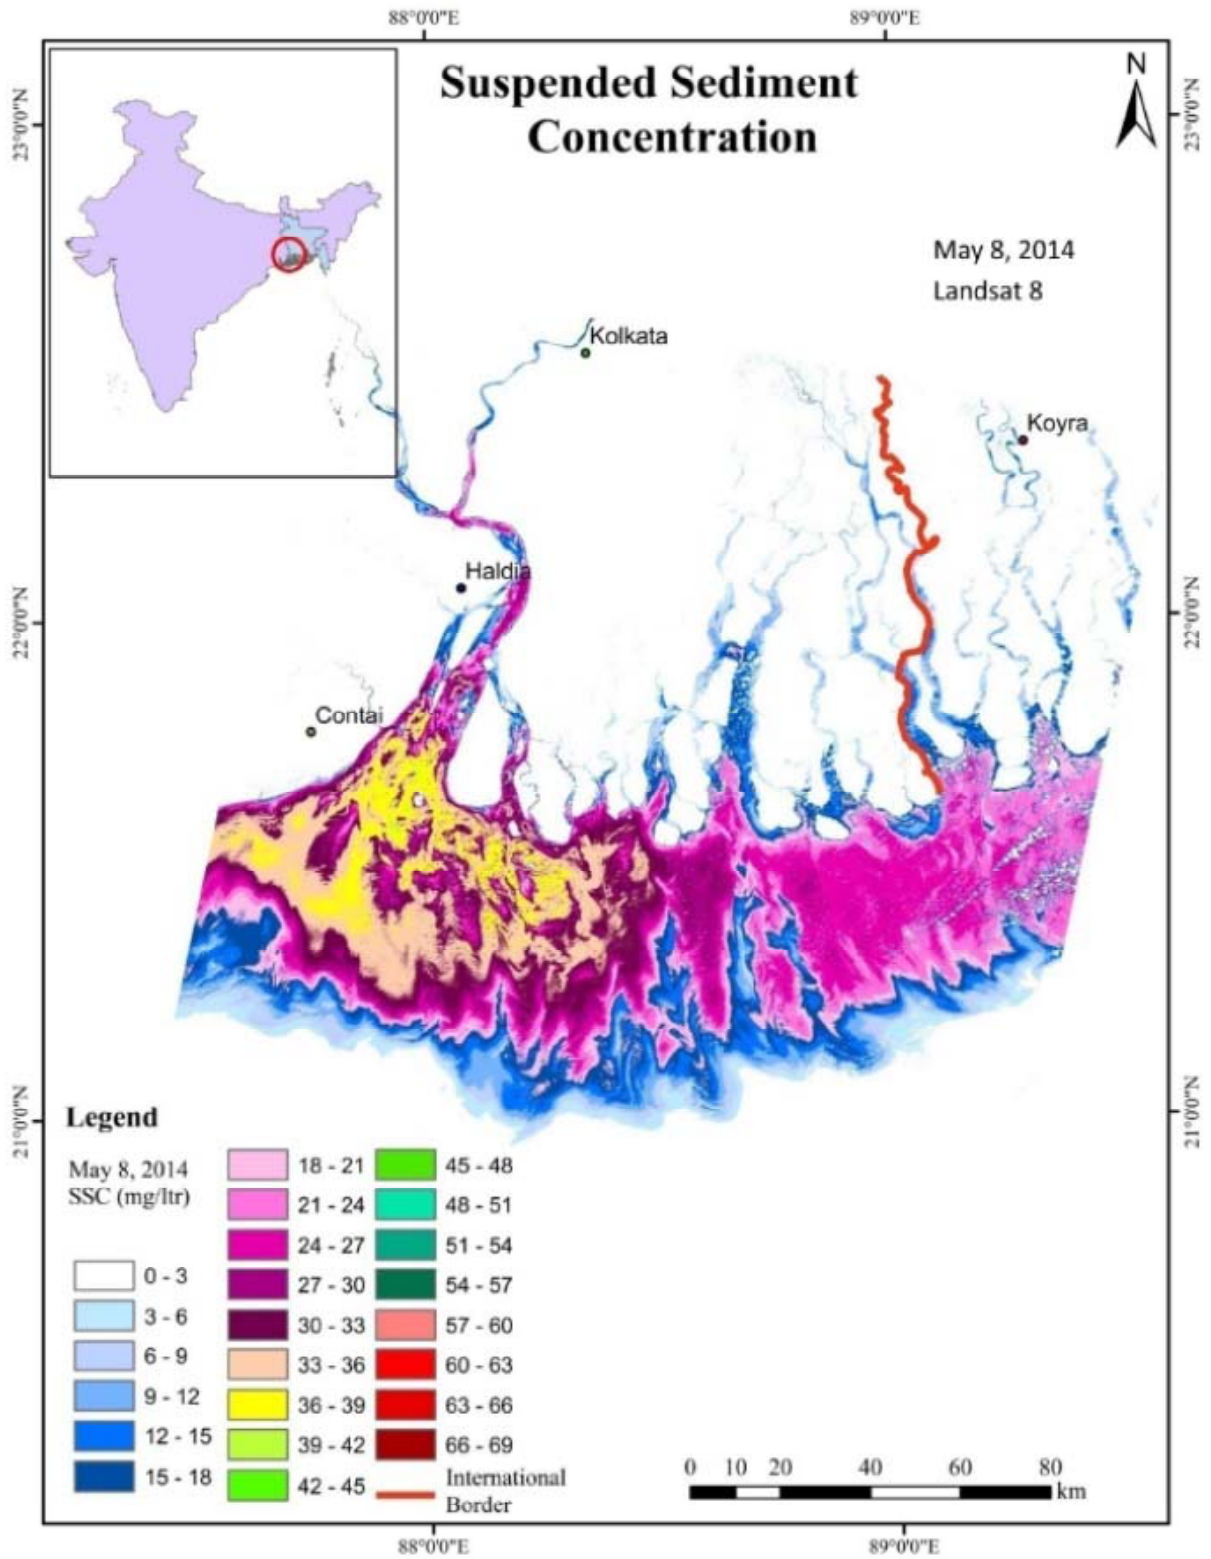 88°0'0"E
89°0'0"E
Suspended Sediment
Concentration
N
23°0'0"N
23°0'0"N
May 8, 2014
Landsat 8
Kolkata
Koyra
Haldia
22°0'0"N
22°0'0"N
Contai
21°0'0"N
21°0'0"N
Legend
May 8, 2014
SSC (mg/ltr)
0 - 3
3 - 6
6 - 9
9 - 12
12 - 15
15 - 18
18 - 21
21 - 24
24 - 27
27 - 30
30 - 33
33 - 36
36 - 39
39 - 42
42 - 45
45 - 48
48 - 51
51 - 54
54 - 57
57 - 60
60 - 63
63 - 66
66 - 69
International
Border
0 10 20 40 60 80
km
88°0'0"E
89°0'0"E